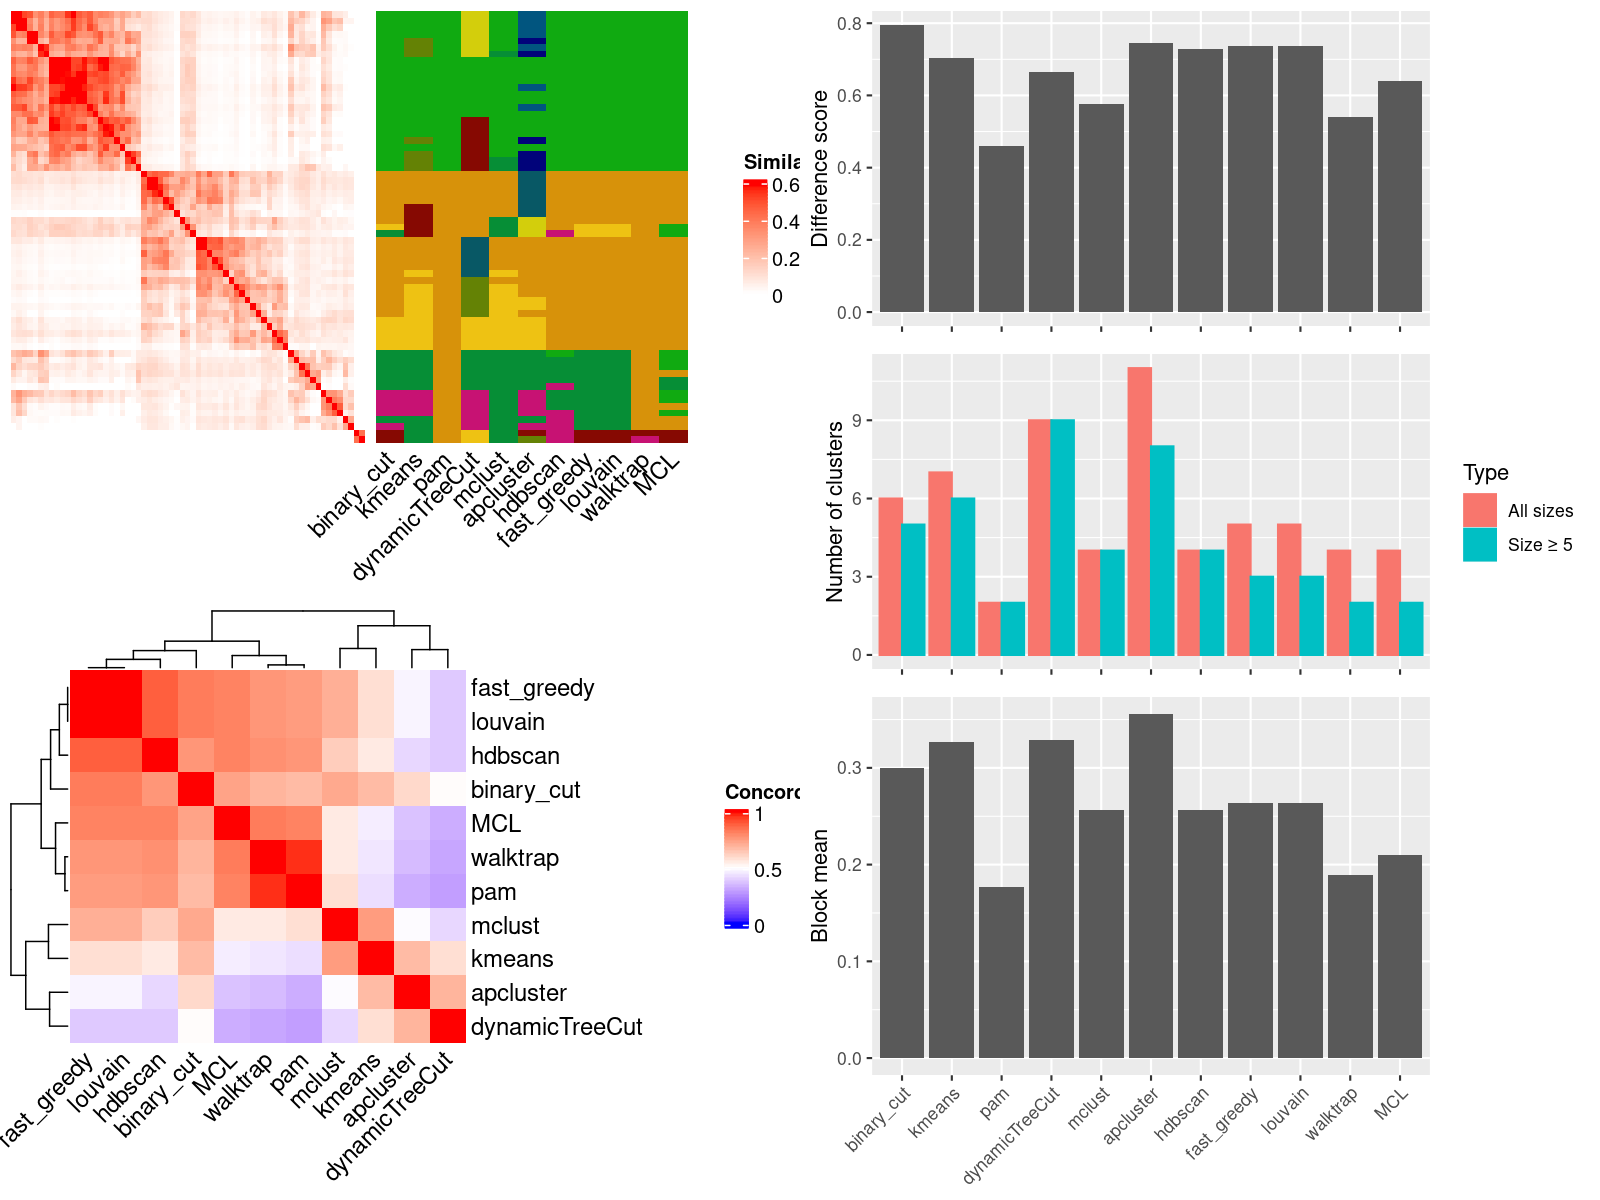 Simila
0.6
0.4
0.2
0
binary_cut
kmeans
pam
dynamicTreeCut
mclust
apcluster
hdbscan
fast_greedy
louvain
walktrap
MCL
Difference score
0.8
0.6
0.4
0.2
0.0
Number of clusters
9
6
3
0
Type
All sizes
Size ≥ 5
fast_greedy
louvain
hdbscan
binary_cut
MCL
walktrap
pam
mclust
kmeans
apcluster
dynamicTreeCut
fast_greedy
louvain
hdbscan
binary_cut
MCL
walktrap
pam
mclust
kmeans
apcluster
dynamicTreeCut
Concord
1
0.5
0
Block mean
0.3
0.2
0.1
0.0
binary_cut
kmeans
pam
dynamicTreeCut
mclust
apcluster
hdbscan
fast_greedy
louvain
walktrap
MCL